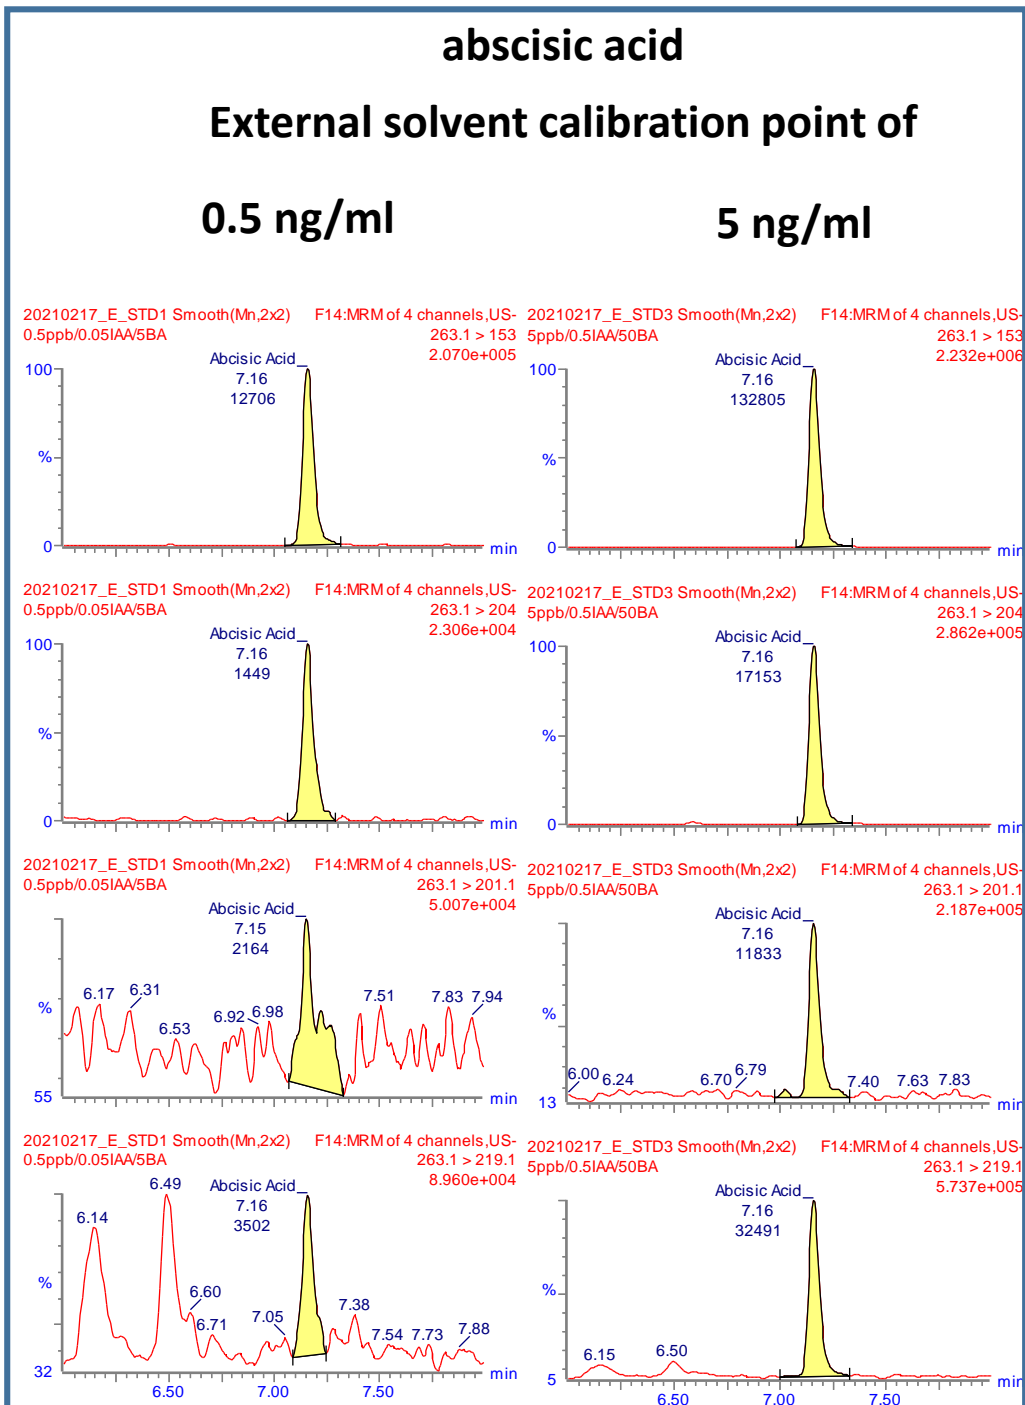 abscisic acid
External solvent calibration point of
0.5 ng/ml
5 ng/ml
20210217_E_STD1 Smooth(Mn,2x2) F14:MRM of 4 channels,US-
0.5ppb/0.05IAA/5BA 263.1 > 153
2.070e+005
Abcisic Acid
7.16
12706
100
%
0
min
20210217_E_STD3 Smooth(Mn,2x2) F14:MRM of 4 channels,US-
5ppb/0.5IAA/50BA 263.1 > 153
2.232e+006
Abcisic Acid
7.16
132805
100
%
0
min
20210217_E_STD1 Smooth(Mn,2x2) F14:MRM of 4 channels,US-
0.5ppb/0.05IAA/5BA 263.1 > 204
2.306e+004
Abcisic Acid
7.16
1449
100
%
0
min
20210217_E_STD3 Smooth(Mn,2x2) F14:MRM of 4 channels,US-
5ppb/0.5IAA/50BA 263.1 > 204
2.862e+005
Abcisic Acid
7.16
17153
100
%
0
min
20210217_E_STD1 Smooth(Mn,2x2) F14:MRM of 4 channels,US-
0.5ppb/0.05IAA/5BA 263.1 > 201.1
5.007e+004
Abcisic Acid
7.15
2164
6.17 6.31 6.53 6.92 6.98 7.51 7.83 7.94
%
55
min
20210217_E_STD3 Smooth(Mn,2x2) F14:MRM of 4 channels,US-
5ppb/0.5IAA/50BA 263.1 > 201.1
2.187e+005
Abcisic Acid
7.16
11833
6.00 6.24 6.70 6.79 7.40 7.63 7.83
%
13
min
20210217_E_STD1 Smooth(Mn,2x2) F14:MRM of 4 channels,US-
0.5ppb/0.05IAA/5BA 263.1 > 219.1
8.960e+004
Abcisic Acid
7.16
3502
6.14 6.49 6.60 6.71 7.05 7.38 7.54 7.73 7.88
%
32
min
6.50 7.00 7.50
20210217_E_STD3 Smooth(Mn,2x2) F14:MRM of 4 channels,US-
5ppb/0.5IAA/50BA 263.1 > 219.1
5.737e+005
Abcisic Acid
7.16
32491
6.15 6.50
%
5
min
6.50 7.00 7.50